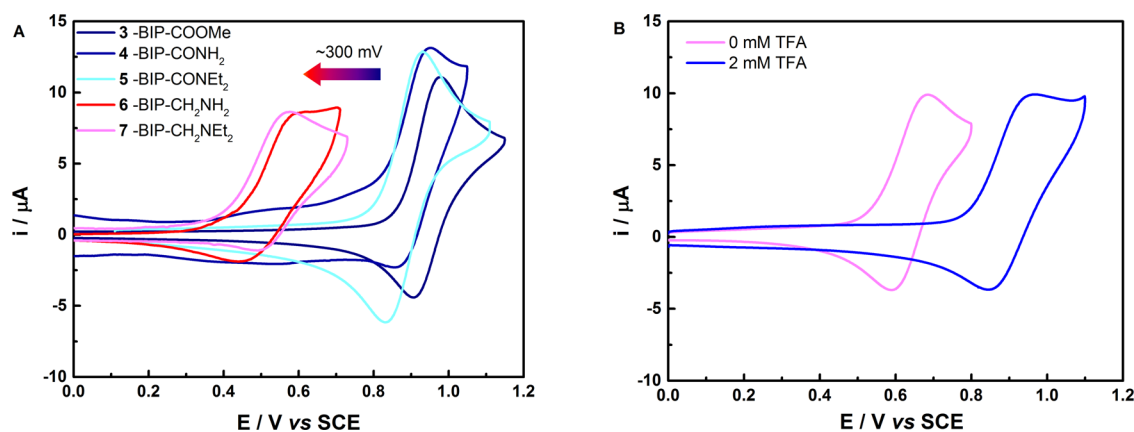 A
3 -BIP-COOMe
4 -BIP-CONH₂
5 -BIP-CONEt₂
6 -BIP-CH₂NH₂
7 -BIP-CH₂NEt₂
~300 mV
15
10
5
0
-5
-10
i / μA
0.0 0.2 0.4 0.6 0.8 1.0 1.2
E / V vs SCE
B
0 mM TFA
2 mM TFA
15
10
5
0
-5
-10
i / μA
0.0 0.2 0.4 0.6 0.8 1.0 1.2
E / V vs SCE